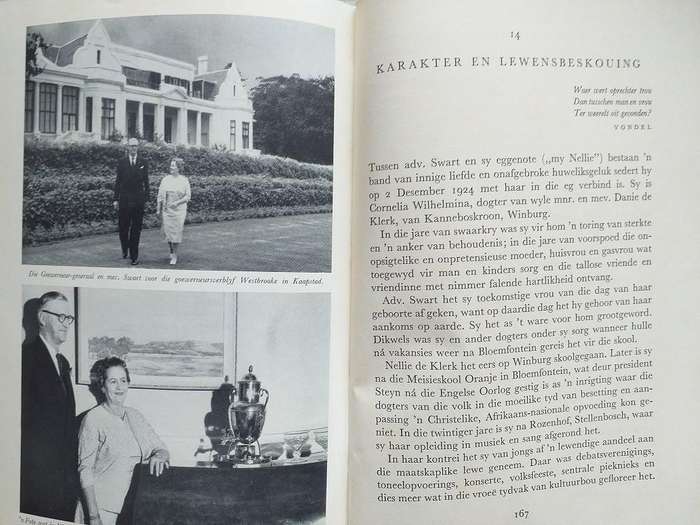 Die Goewerneur-generaal en mev. Swart voor die goewerneurswerblyf Westbrooke in Kaapstad.
14
KARAKTER EN LEWENSBESKOUING
Waer wert oprechter trou
Dan tusschen man en vrou
Ter weerelt oit gevonden?
VONDEL
Tussen adv. Swart en sy eggenote („my Nellie") bestaan 'n
band van innige liefde en onafgebroke huweliksgeluk sedert hy
op 2 Desember 1924 met haar in die eg verbind is. Sy is
Cornelia Wilhelmina, dogter van wyle mnr. en mev. Danie de
Klerk, van Kanneboskroon, Winburg.
In die jare van swaarkry was sy vir hom 'n toring van sterkte
en 'n anker van behoudenis; in die jare van voorspoed die on-
opsigtelike en onpretensieuse moeder, huisvrou en gasvrou wat
toegewyd vir man en kinders sorg en die tallose vriende en
vriendinne met nimmer falende hartlikheid ontvang.
Adv. Swart het sy toekomstige vrou van die dag van haar
geboorte af geken, want op daardie dag het hy gehoor van haar
aankoms op aarde. Sy het as 't ware voor hom grootgeword.
Dikwels was sy en ander dogters onder sy sorg wanneer hulle
ná vakansies weer na Bloemfontein gereis het vir die skool.
Nellie de Klerk het eers op Winburg skoolgegaan. Later is sy
na die Meisieskool Oranje in Bloemfontein, wat deur president
Steyn ná die Engelse Oorlog gestig is as 'n inrigting waar die
dogters van die volk in die moeilike tyd van besetting en aan-
passing 'n Christelike, Afrikaans-nasionale opvoeding kon ge-
niet. In die twintiger jare is sy na Rozenhof, Stellenbosch, waar
sy haar opleiding in musiek en sang afgerond het.
In haar kontrei het sy van jongs af 'n lewendige aandeel aan
die maatskaplike lewe geneem. Daar was debatsverenigings,
toneelopvoerings, konserte, volksfeeste, sentrale pieknieks en
dies meer wat in die vroeë tydvak van kultuurbou gefloreer het.
167